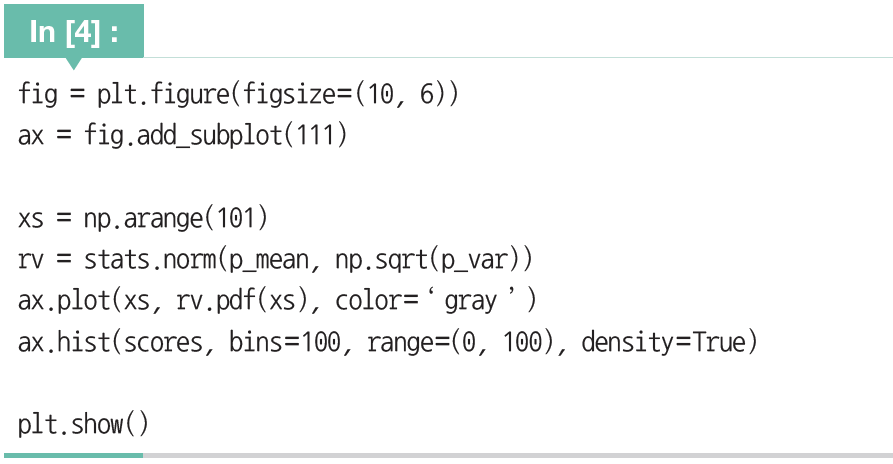 In [4] :
fig = plt.figure(figsize=(10, 6))
ax = fig.add_subplot(111)
xs = np.arange(101)
rv = stats.norm(p_mean, np.sqrt(p_var))
ax.plot(xs, rv.pdf(xs), color=‘gray’)
ax.hist(scores, bins=100, range=(0, 100), density=True)
plt.show()